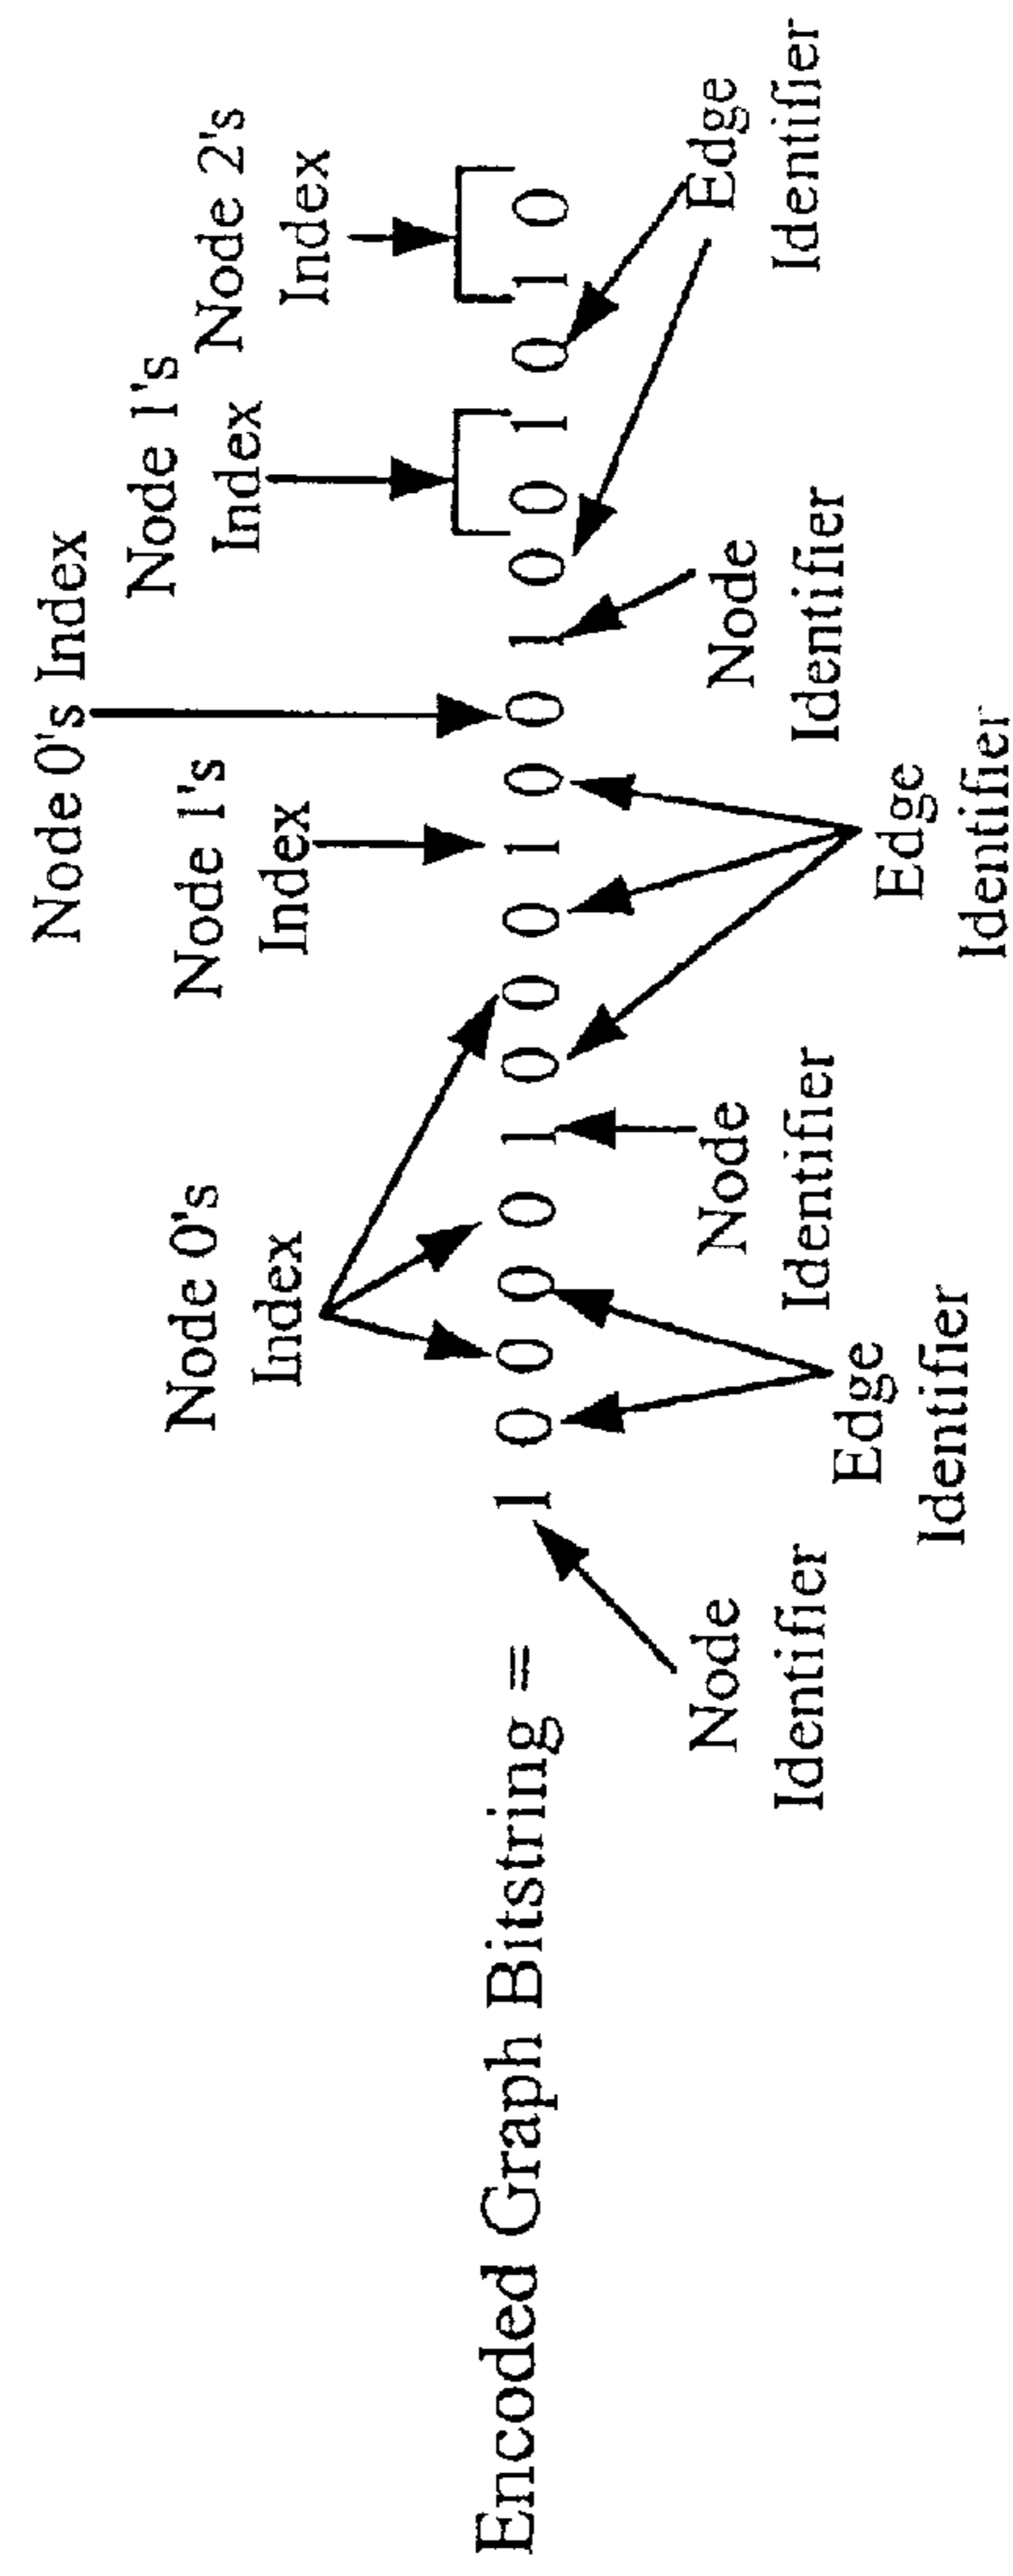 Node 0's Index
Node 1's
Index
Node 2's
Index
Node 0's
Index
Node 1's
Index
Encoded Graph Bitstring = 1 0 0 0 0 1 0 0 0 1 0 0 1 0 0 1 0 1 0
Node
Identifier
Edge
Identifier
Node
Identifier
Edge
Identifier
Node
Identifier
Edge
Identifier